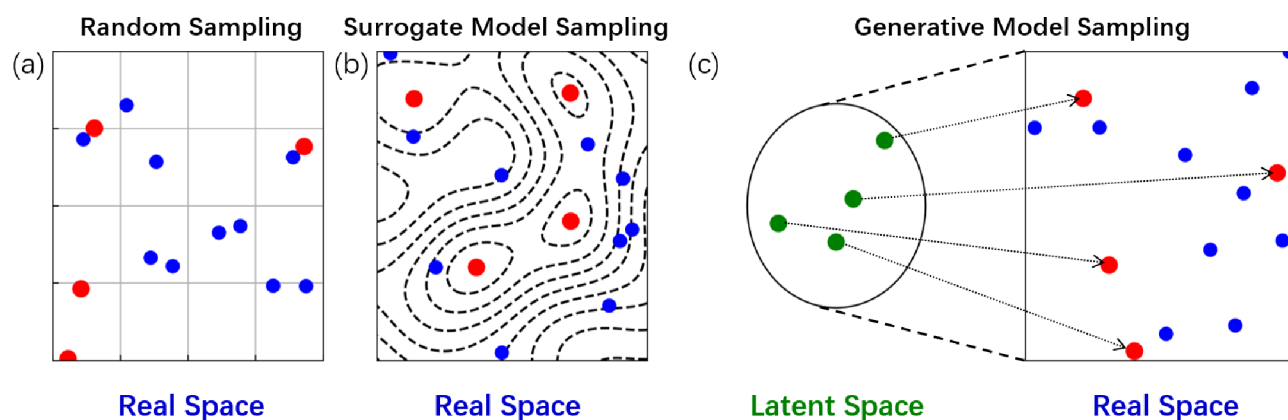 Random Sampling
Surrogate Model Sampling
Generative Model Sampling
(a)
(b)
(c)
Real Space
Real Space
Latent Space
Real Space